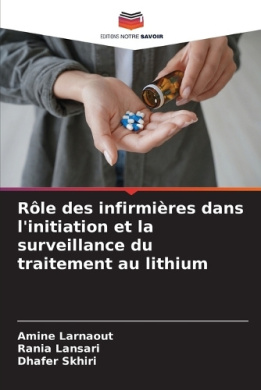 EDITIONS NOTRE SAVOIR
Rôle des infirmières dans
l'initiation et la
surveillance du
traitement au lithium
Amine Larnaout
Rania Lansari
Dhafer Skhiri